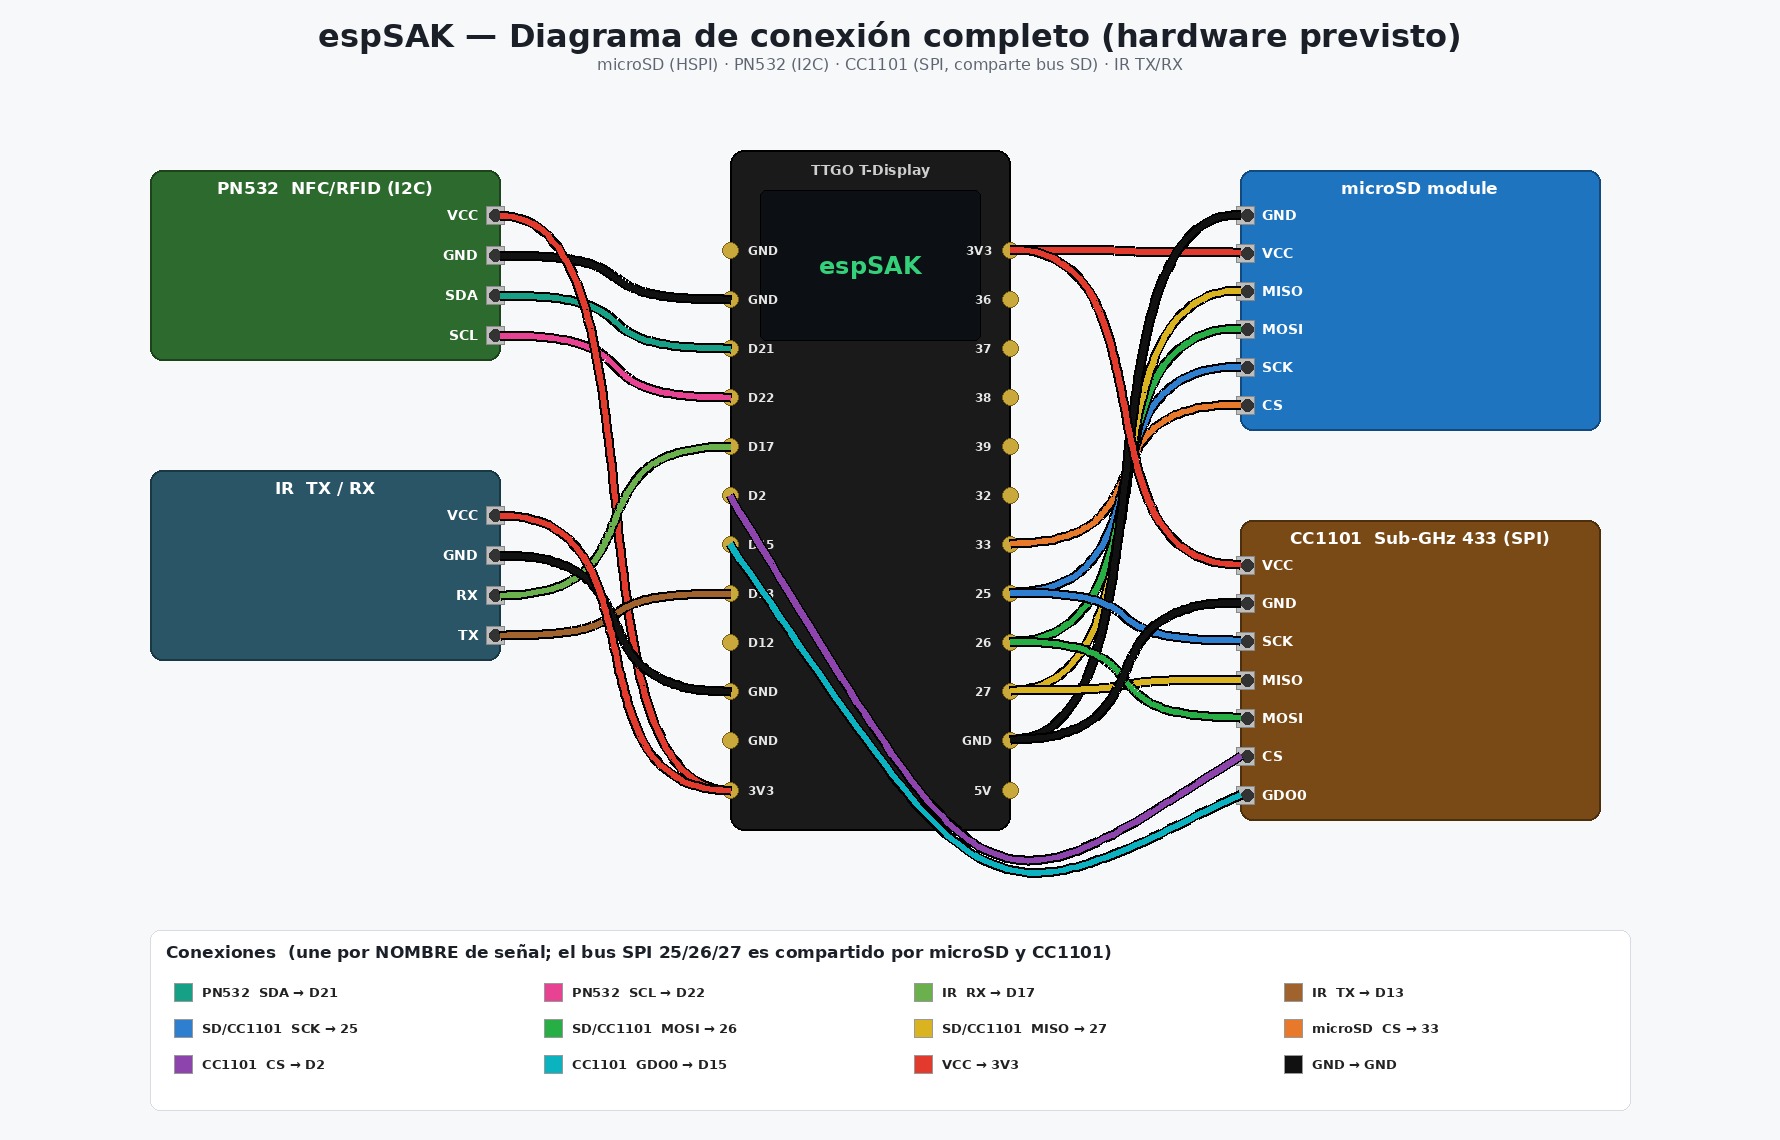 espSAK — Diagrama de conexión completo (hardware previsto)
microSD (HSPI) · PN532 (I2C) · CC1101 (SPI, comparte bus SD) · IR TX/RX
PN532  NFC/RFID (I2C)
VCC
GND
SDA
SCL
IR  TX / RX
VCC
GND
RX
TX
TTGO T-Display
espSAK
GND
GND
D21
D22
D17
D2
D15
D13
D12
GND
GND
3V3
3V3
36
37
38
39
32
33
25
26
27
GND
5V
microSD module
GND
VCC
MISO
MOSI
SCK
CS
CC1101  Sub-GHz 433 (SPI)
VCC
GND
SCK
MISO
MOSI
CS
GDO0
Conexiones  (une por NOMBRE de señal; el bus SPI 25/26/27 es compartido por microSD y CC1101)
PN532  SDA → D21
PN532  SCL → D22
IR  RX → D17
IR  TX → D13
SD/CC1101  SCK → 25
SD/CC1101  MOSI → 26
SD/CC1101  MISO → 27
microSD  CS → 33
CC1101  CS → D2
CC1101  GDO0 → D15
VCC → 3V3
GND → GND